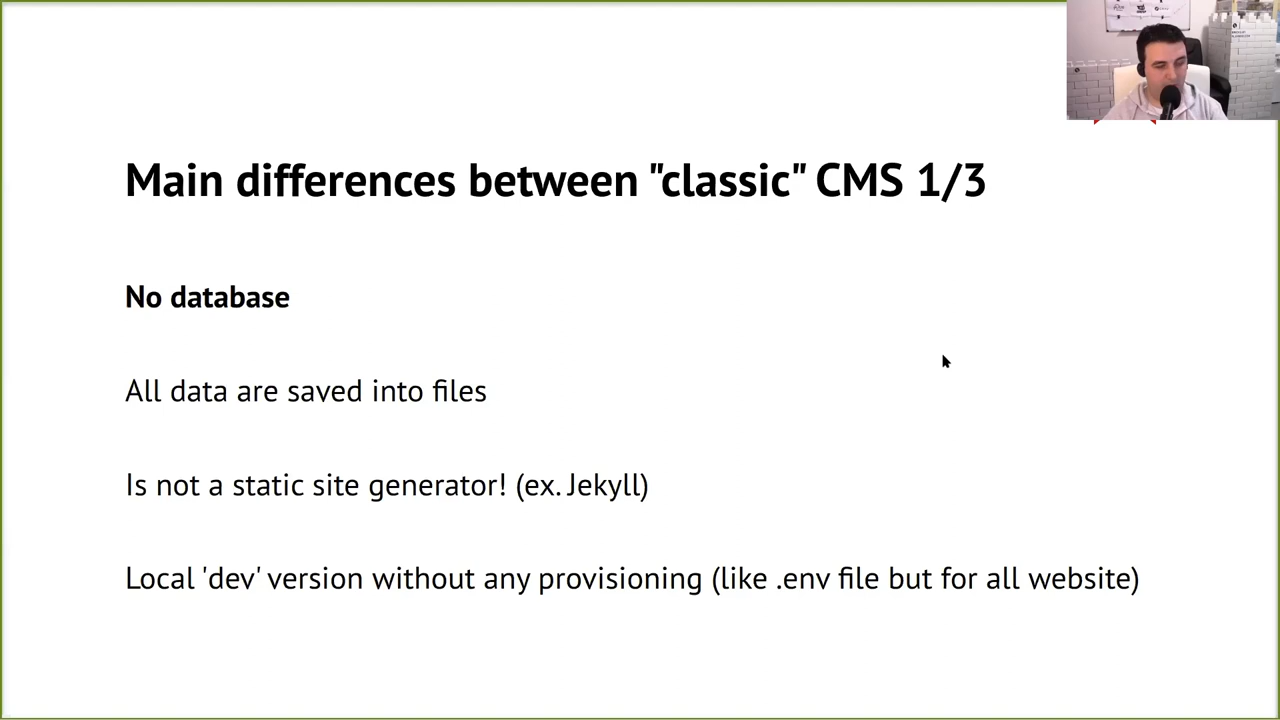 Main differences between "classic" CMS 1/3
No database
All data are saved into files
Is not a static site generator! (ex. Jekyll)
Local 'dev' version without any provisioning (like .env file but for all website)